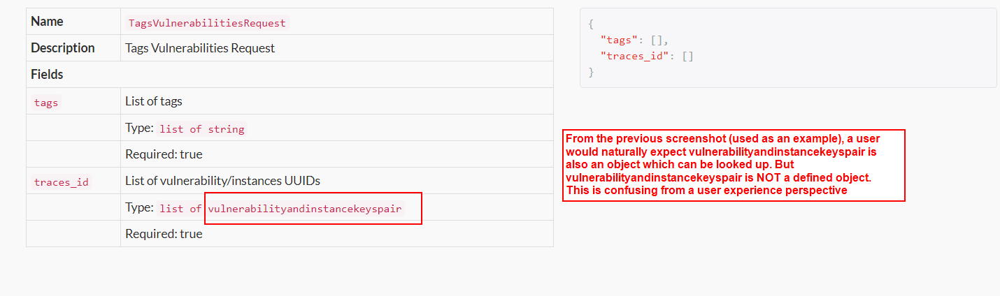 Name TagsVulnerabilitiesRequest
Description Tags Vulnerabilities Request
Fields
tags List of tags
Type: list of string
Required: true
traces_id List of vulnerability/instances UUIDs
Type: list of vulnerabilityandinstancekeyspair
Required: true
{
"tags": [],
"traces_id": []
}
From the previous screenshot (used as an example), a user
would naturally expect vulnerabilityandinstancekeyspair is
also an object which can be looked up. But
vulnerabilityandinstancekeyspair is NOT a defined object.
This is confusing from a user experience perspective